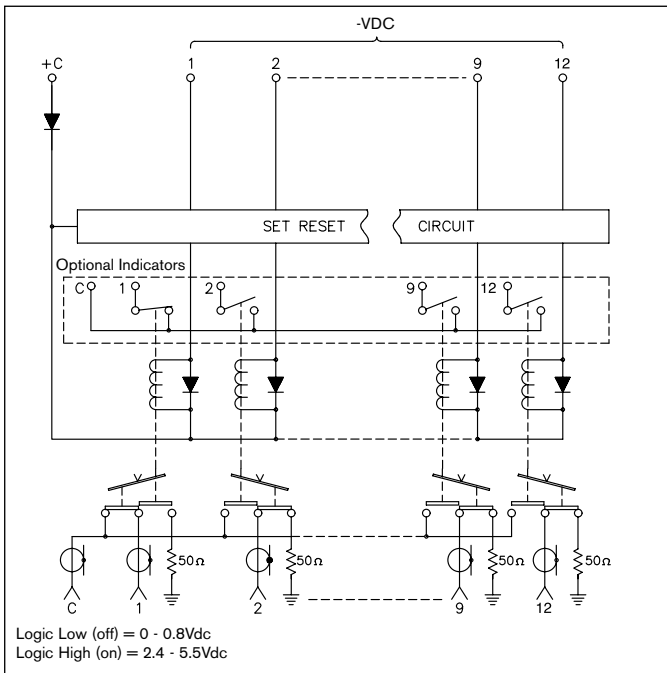 -VDC
+C 1 2 9 12
SET RESET CIRCUIT
Optional Indicators
C 1 2 9 12
50Ω 50Ω 50Ω 50Ω
C 1 2 9 12
Logic Low (off) = 0 - 0.8Vdc
Logic High (on) = 2.4 - 5.5Vdc